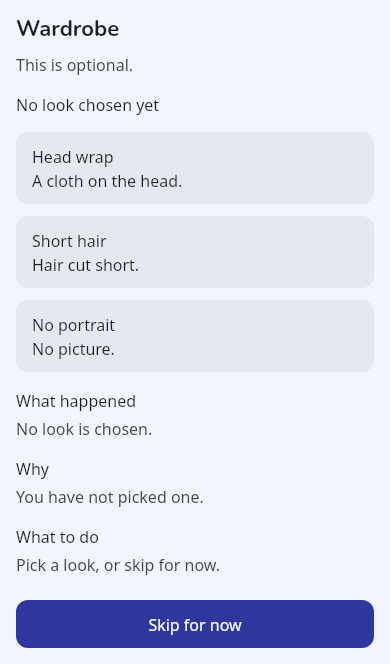 Wardrobe
This is optional.
No look chosen yet
Head wrap
A cloth on the head.
Short hair
Hair cut short.
No portrait
No picture.
What happened
No look is chosen.
Why
You have not picked one.
What to do
Pick a look, or skip for now.
Skip for now